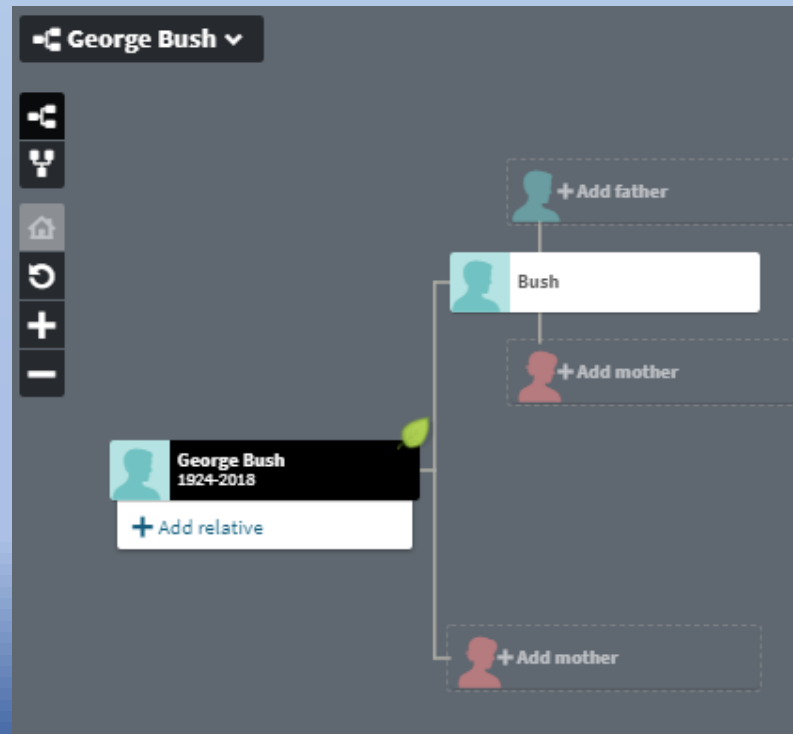 George Bush
+ Add father
Bush
+ Add mother
George Bush
1924-2018
+ Add relative
+ Add mother